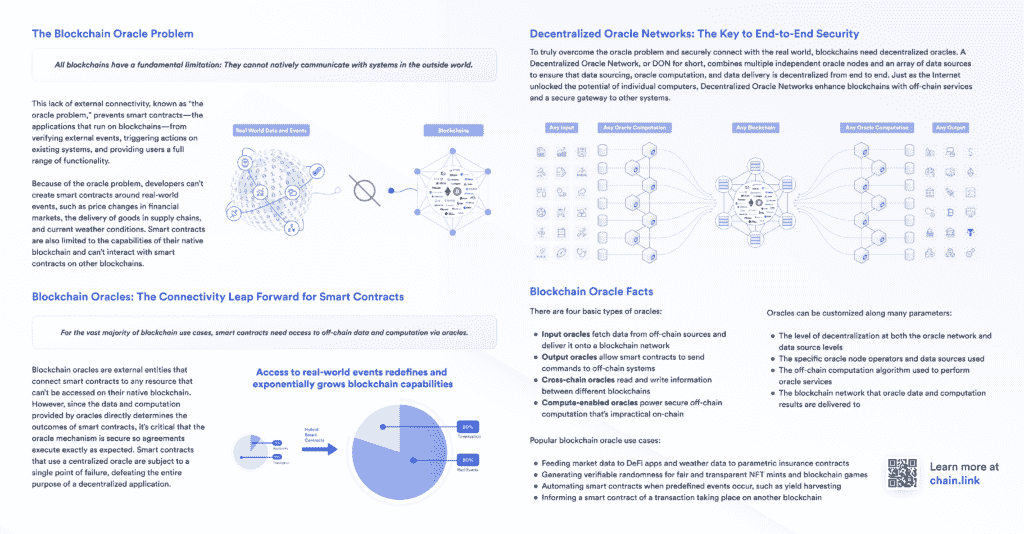 The Blockchain Oracle Problem
All blockchains have a fundamental limitation: They cannot natively communicate with systems in the outside world.
This lack of external connectivity, known as “the
oracle problem,” prevents smart contracts—the
applications that run on blockchains—from
verifying external events, triggering actions on
existing systems, and providing users a full
range of functionality.
Because of the oracle problem, developers can’t
create smart contracts around real-world
events, such as price changes in financial
markets, the delivery of goods in supply chains,
and current weather conditions. Smart contracts
are also limited to the capabilities of their native
blockchain and can’t interact with smart
contracts on other blockchains.
Real-World Data and Events
Blockchains
Blockchain Oracles: The Connectivity Leap Forward for Smart Contracts
For the vast majority of blockchain use cases, smart contracts need access to off-chain data and computation via oracles.
Blockchain oracles are external entities that
connect smart contracts to any resource that
can’t be accessed on their native blockchain.
However, since the data and computation
provided by oracles directly determines the
outcomes of smart contracts, it’s critical that the
oracle mechanism is secure so agreements
execute exactly as expected. Smart contracts
that use a centralized oracle are subject to a
single point of failure, defeating the entire
purpose of a decentralized application.
Access to real-world events redefines and
exponentially grows blockchain capabilities
Hybrid
Smart
Contracts
20%
Tokenization
80%
Real Events
Decentralized Oracle Networks: The Key to End-to-End Security
To truly overcome the oracle problem and securely connect with the real world, blockchains need decentralized oracles. A
Decentralized Oracle Network, or DON for short, combines multiple independent oracle nodes and an array of data sources
to ensure that data sourcing, oracle computation, and data delivery is decentralized from end to end. Just as the Internet
unlocked the potential of individual computers, Decentralized Oracle Networks enhance blockchains with off-chain services
and a secure gateway to other systems.
Any Input
Any Oracle Computation
Any Blockchain
Any Oracle Computation
Any Output
Blockchain Oracle Facts
There are four basic types of oracles:
Input oracles fetch data from off-chain sources and
deliver it onto a blockchain network
Output oracles allow smart contracts to send
commands to off-chain systems
Cross-chain oracles read and write information
between different blockchains
Compute-enabled oracles power secure off-chain
computation that’s impractical on-chain
Oracles can be customized along many parameters:
The level of decentralization at both the oracle network and
data source levels
The specific oracle node operators and data sources used
The off-chain computation algorithm used to perform
oracle services
The blockchain network that oracle data and computation
results are delivered to
Popular blockchain oracle use cases:
Feeding market data to DeFi apps and weather data to parametric insurance contracts
Generating verifiable randomness for fair and transparent NFT mints and blockchain games
Automating smart contracts when predefined events occur, such as yield harvesting
Informing a smart contract of a transaction taking place on another blockchain
Learn more at
chain.link